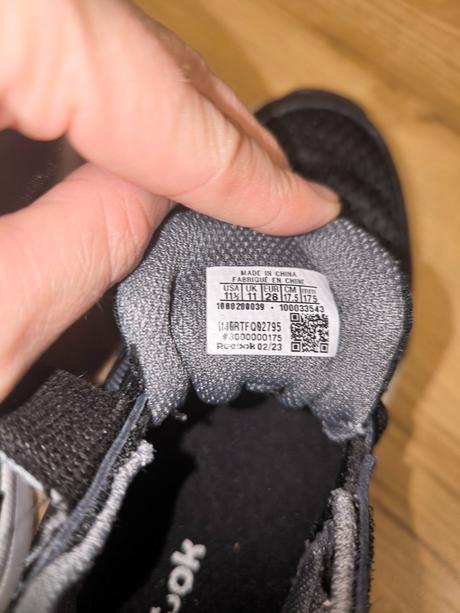 MADE IN CHINA
FABRIQUÉ EN CHINE
USA UK EUR CM mm
11½ 11 28 17.5 175
100033543
#3000000175
Reebok 02/23
ok